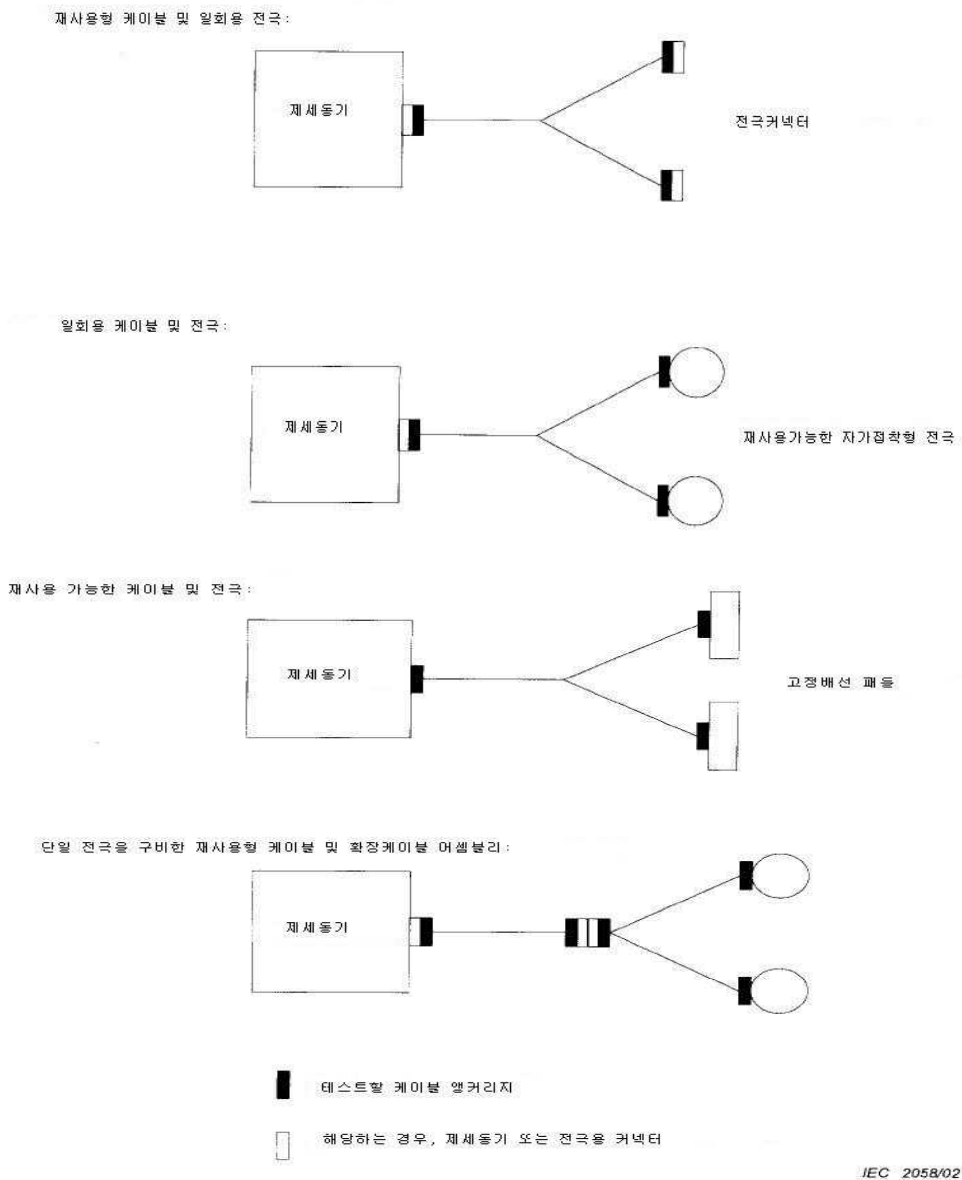 재사용형 케이블 및 일회용 전극:
제세동기
전극커넥터
일회용 케이블 및 전극:
제세동기
재사용가능한 자가접착형 전극
재사용 가능한 케이블 및 전극:
제세동기
고정배선 패들
단일 전극을 구비한 재사용형 케이블 및 확장케이블 어셈블리:
제세동기
테스트할 케이블 앵커리지
해당하는 경우, 제세동기 또는 전극용 커넥터
IEC 2058/02